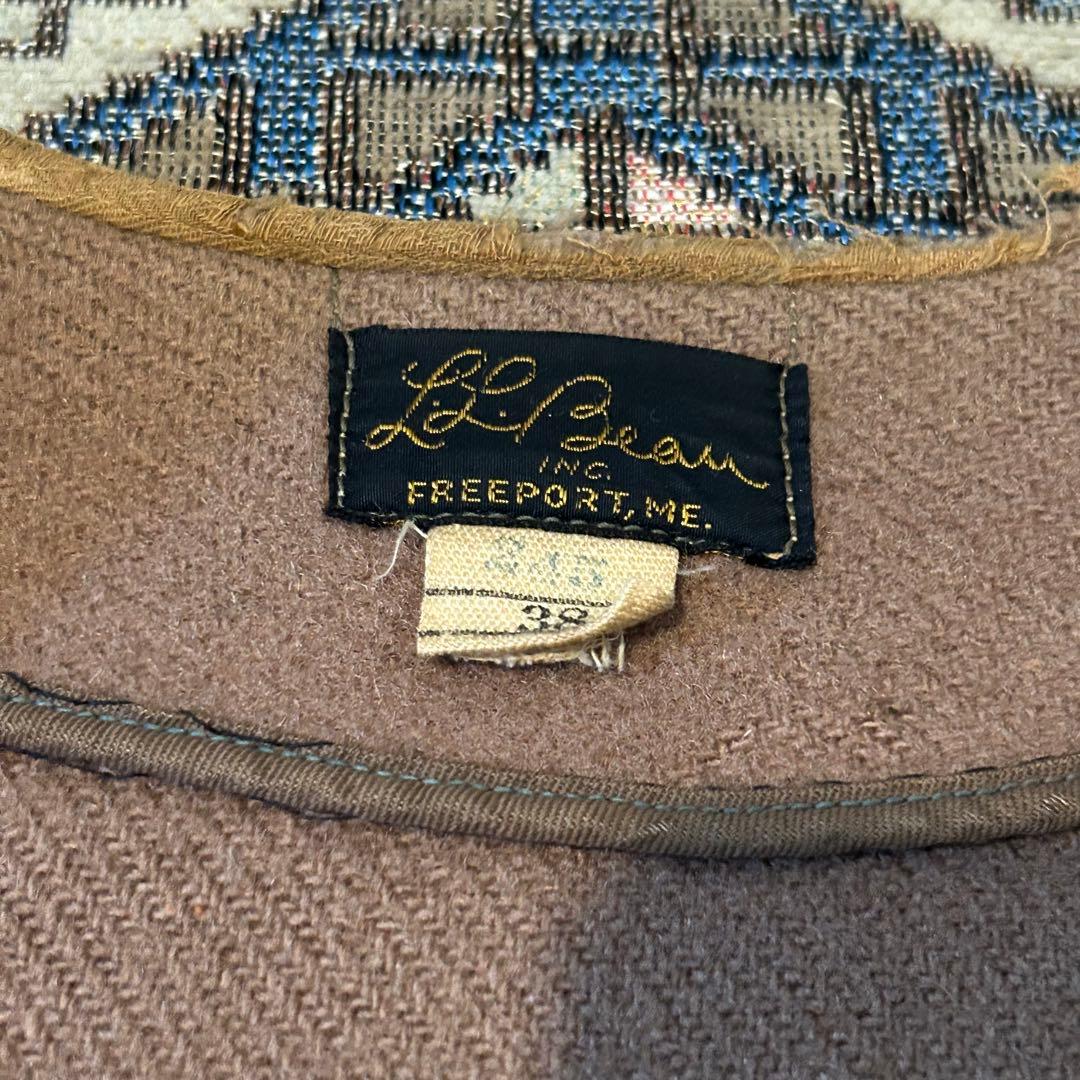 L.L.Bean
INC.
FREEPORT, ME.
38